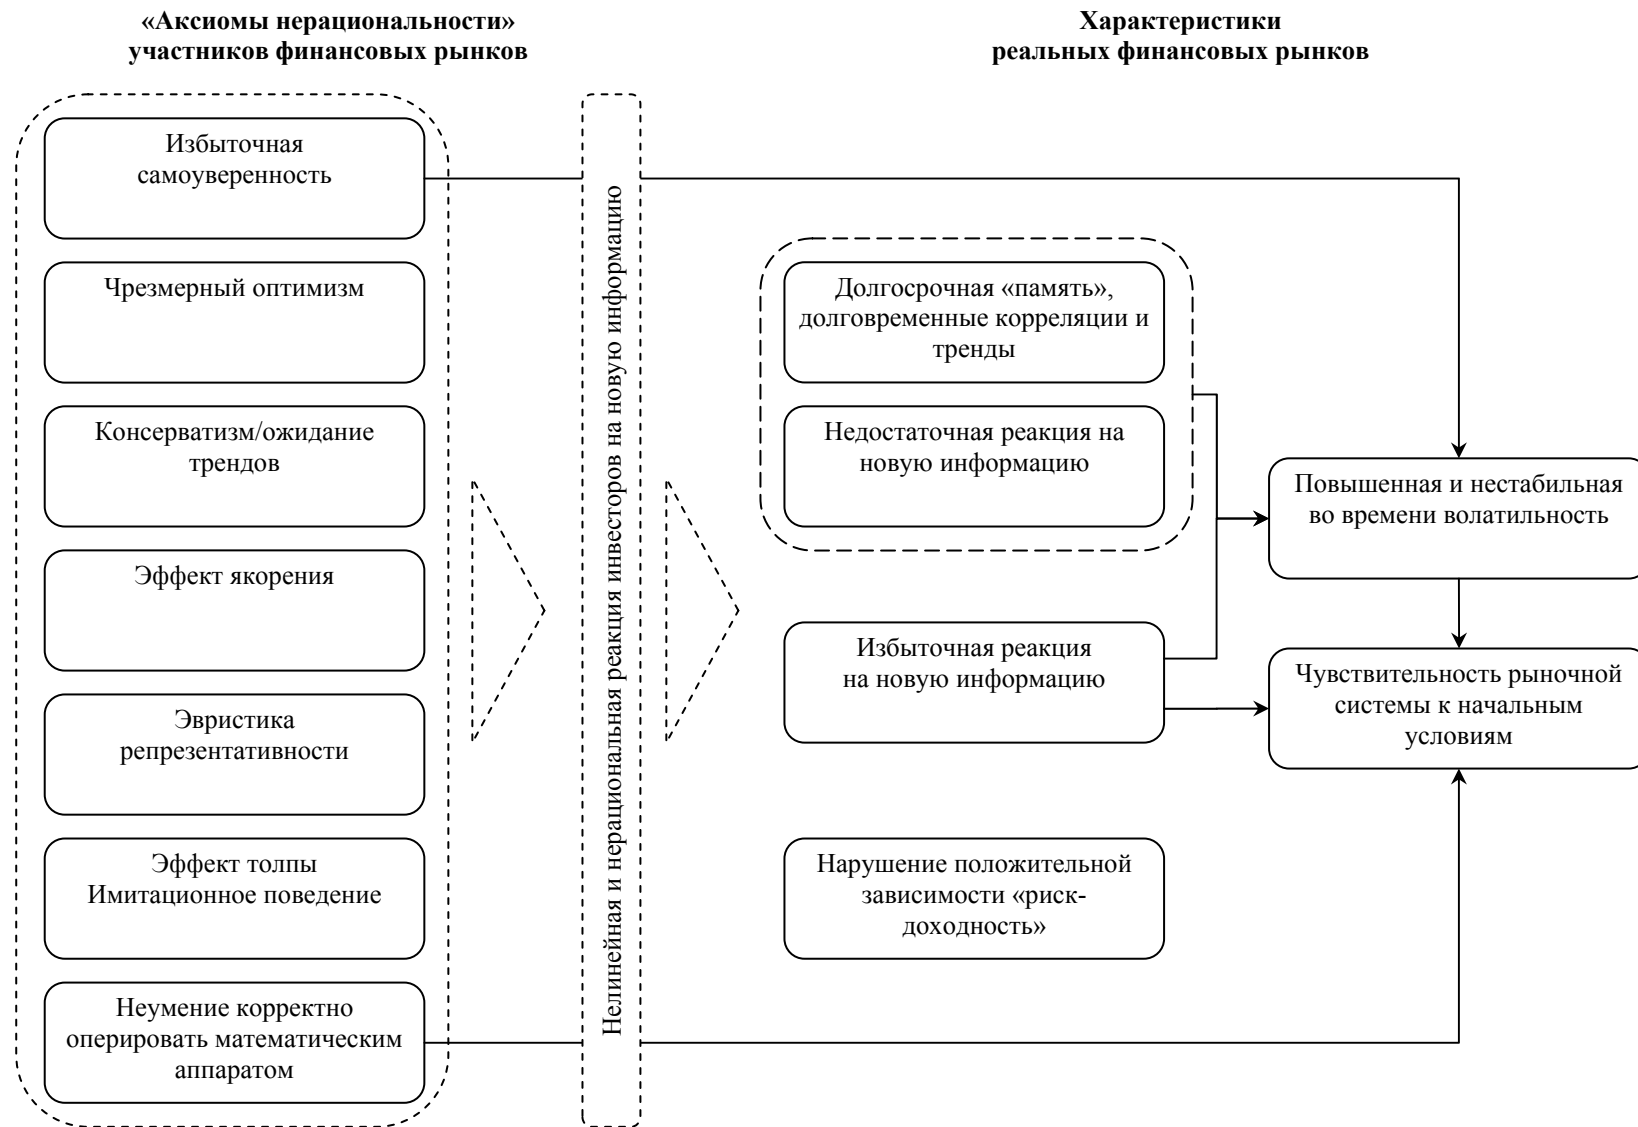 «Аксиомы нерациональности»
участников финансовых рынков
Характеристики
реальных финансовых рынков
Избыточная
самоуверенность
Чрезмерный оптимизм
Консерватизм/ожидание
трендов
Эффект якорения
Эвристика
репрезентативности
Эффект толпы
Имитационное поведение
Неумение корректно
оперировать математическим
аппаратом
Нелинейная и нерациональная реакция инвесторов на новую информацию
Долгосрочная «память»,
долговременные корреляции и
тренды
Недостаточная реакция на
новую информацию
Избыточная реакция
на новую информацию
Нарушение положительной
зависимости «риск-
доходность»
Повышенная и нестабильная
во времени волатильность
Чувствительность рыночной
системы к начальным
условиям